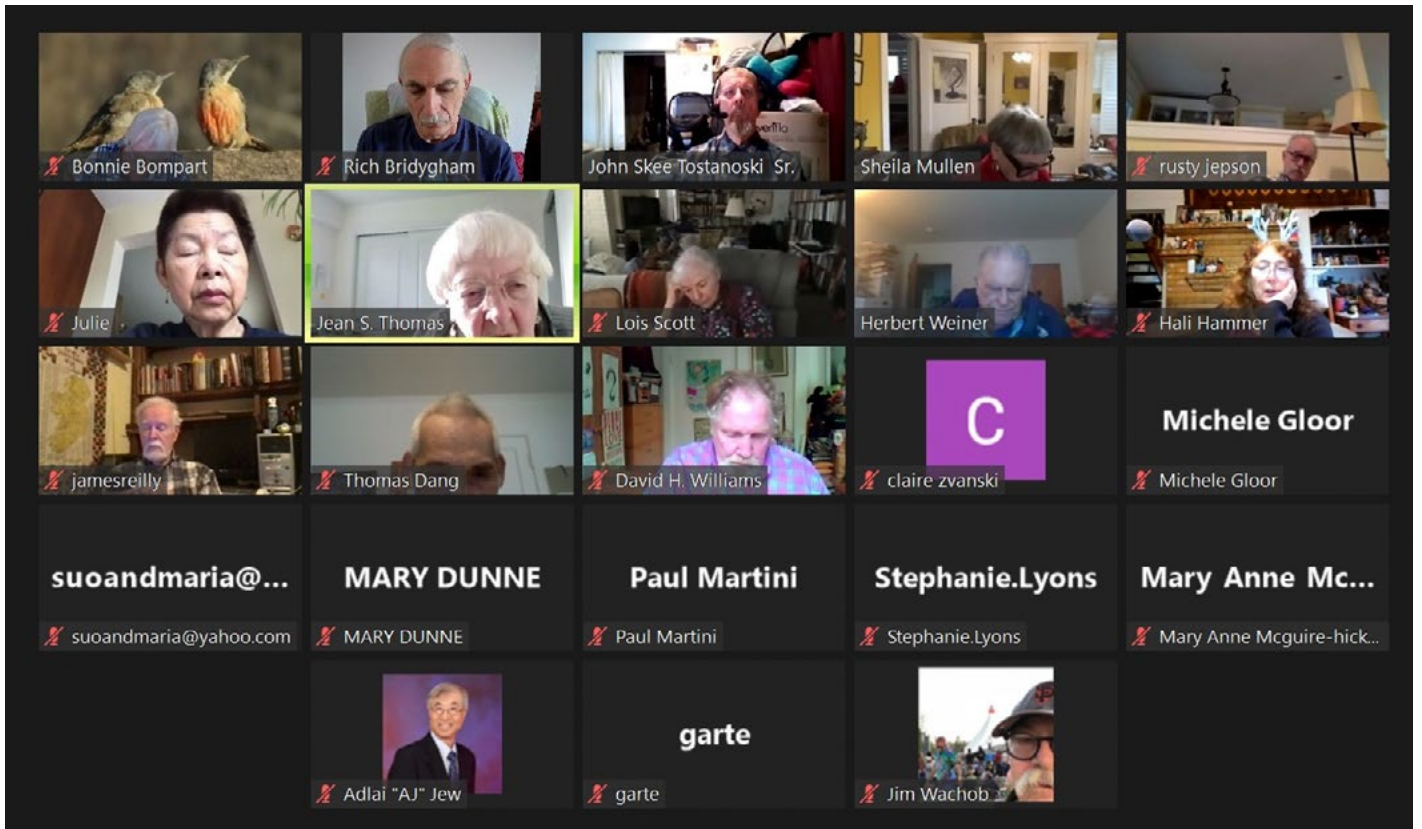 Bonnie Bompart
Rich Bridygham
John Skee Tostanoski Sr.
Sheila Mullen
rusty jepson
Julie
Jean S. Thomas
Lois Scott
Herbert Weiner
Hali Hammer
jamesreilly
Thomas Dang
David H. Williams
C
claire zvanski
Michele Gloor
Michele Gloor
suoandmaria@...
suoandmaria@yahoo.com
MARY DUNNE
MARY DUNNE
Paul Martini
Paul Martini
Stephanie.Lyons
Stephanie.Lyons
Mary Anne Mc...
Mary Anne Mcguire-hick...
Adlai "AJ" Jew
garte
garte
Jim Wachob